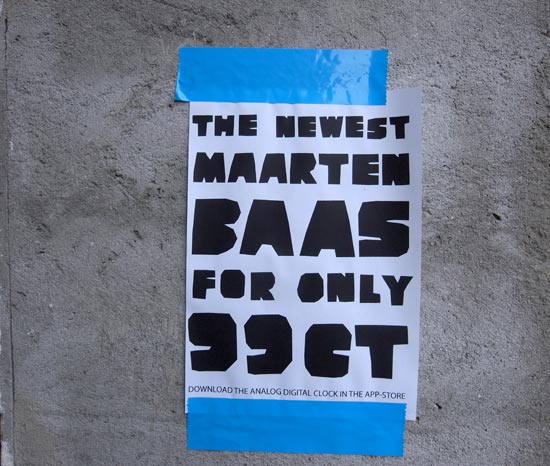 THE NEWEST
MAARTEN
BAAS
FOR ONLY
99CT
DOWNLOAD THE ANALOG DIGITAL CLOCK IN THE APP-STORE